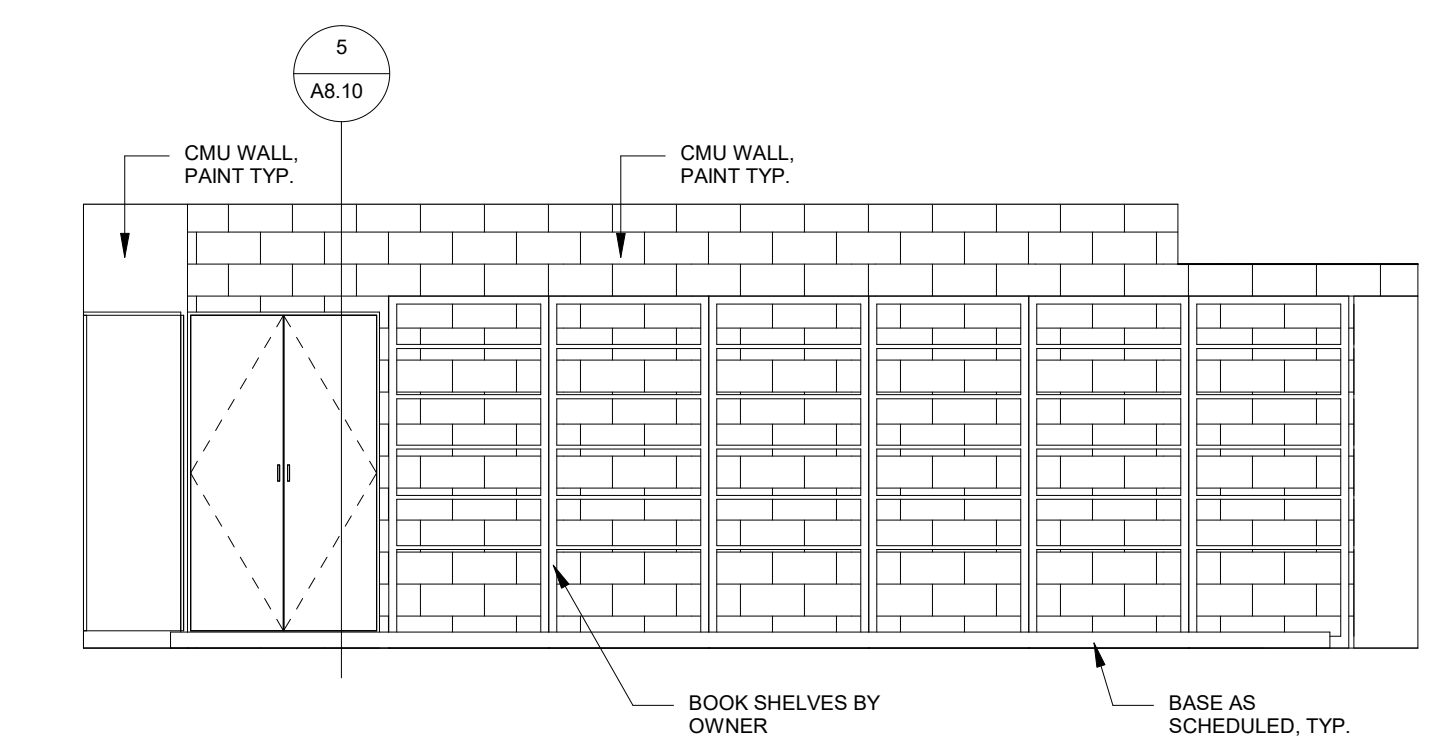 5
A8.10
CMU WALL,
PAINT TYP.
CMU WALL,
PAINT TYP.
BOOK SHELVES BY
OWNER
BASE AS
SCHEDULED, TYP.